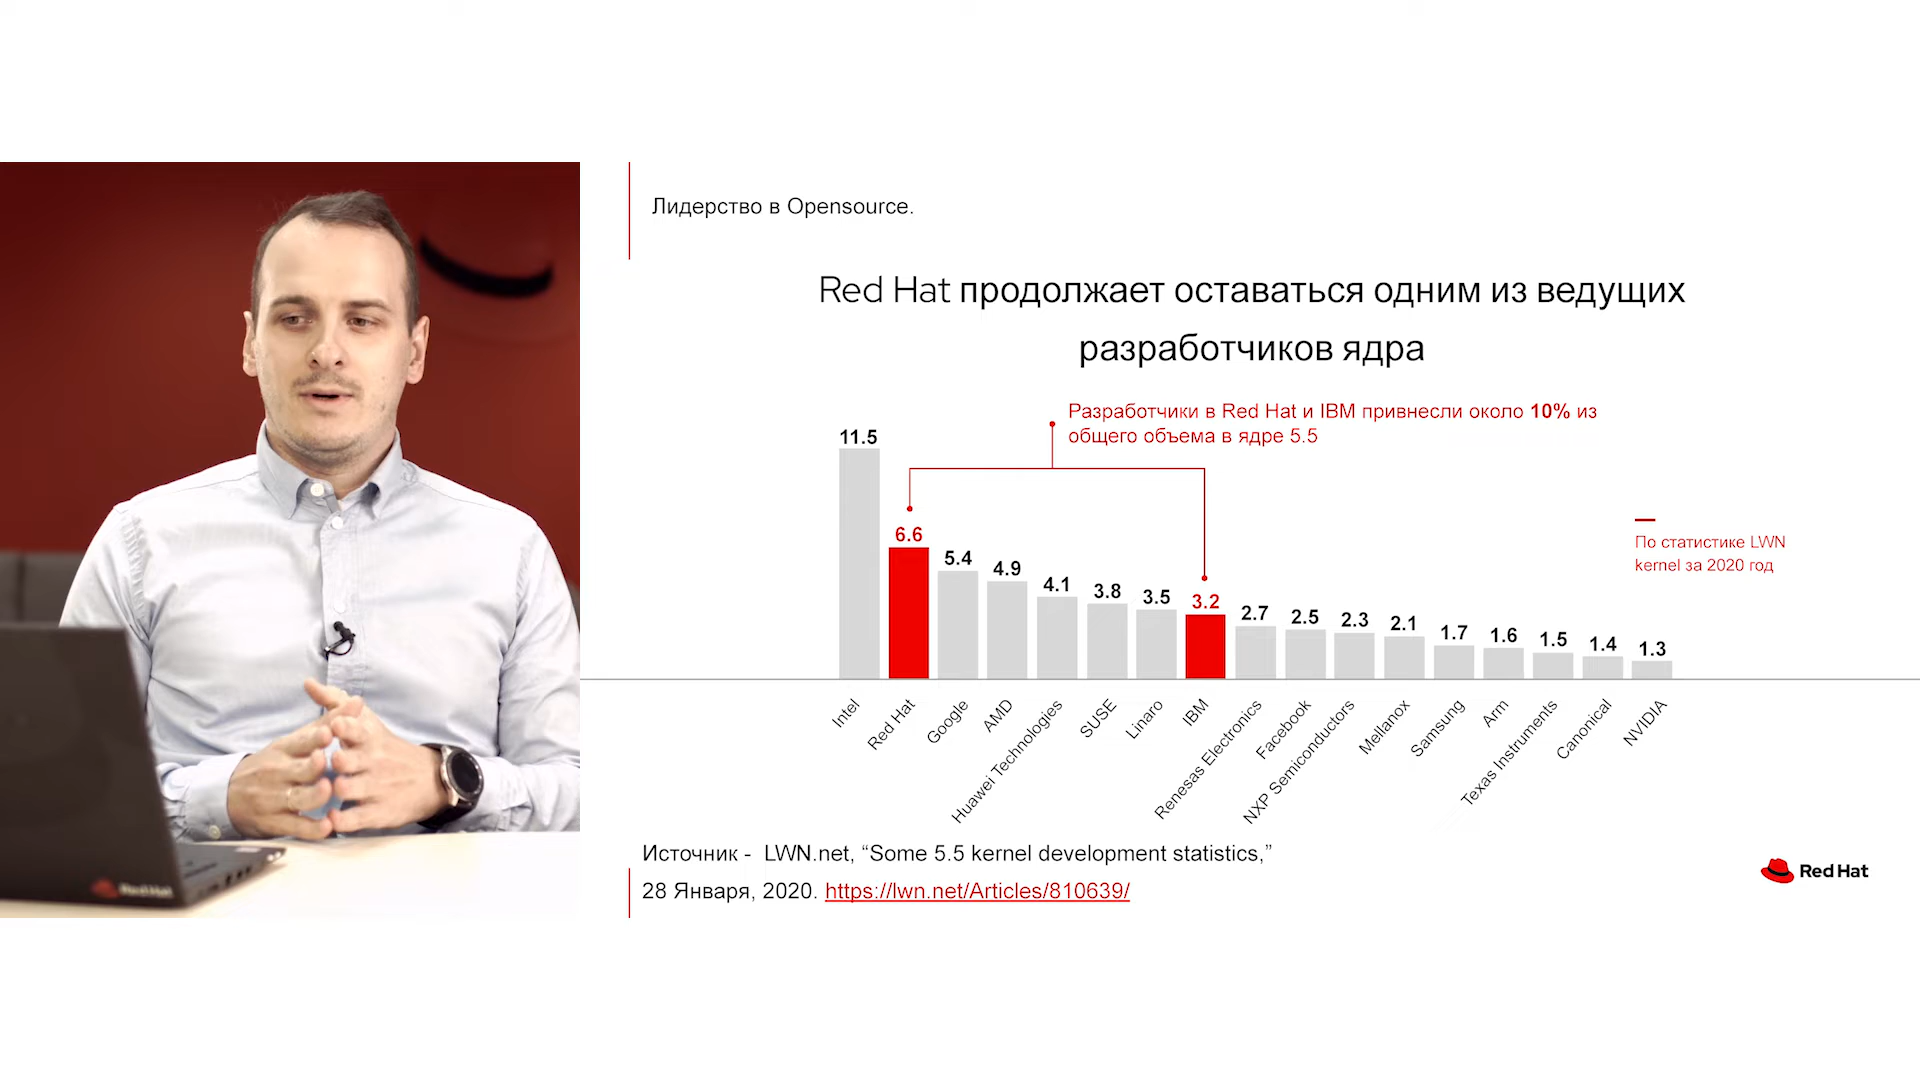 Лидерство в Opensource.
Red Hat продолжает оставаться одним из ведущих
разработчиков ядра
Разработчики в Red Hat и IBM привнесли около 10% из
общего объема в ядре 5.5
11.5
6.6
5.4
4.9
4.1
3.8
3.5
3.2
2.7
2.5
2.3
2.1
1.7
1.6
1.5
1.4
1.3
По статистике LWN
kernel за 2020 год
Intel
Red Hat
Google
AMD
Huawei Technologies
SUSE
Linaro
IBM
Renesas Electronics
Facebook
NXP Semiconductors
Mellanox
Samsung
Arm
Texas Instruments
Canonical
NVIDIA
Источник - LWN.net, “Some 5.5 kernel development statistics,”
28 Января, 2020. https://lwn.net/Articles/810639/
Red Hat
Red Hat